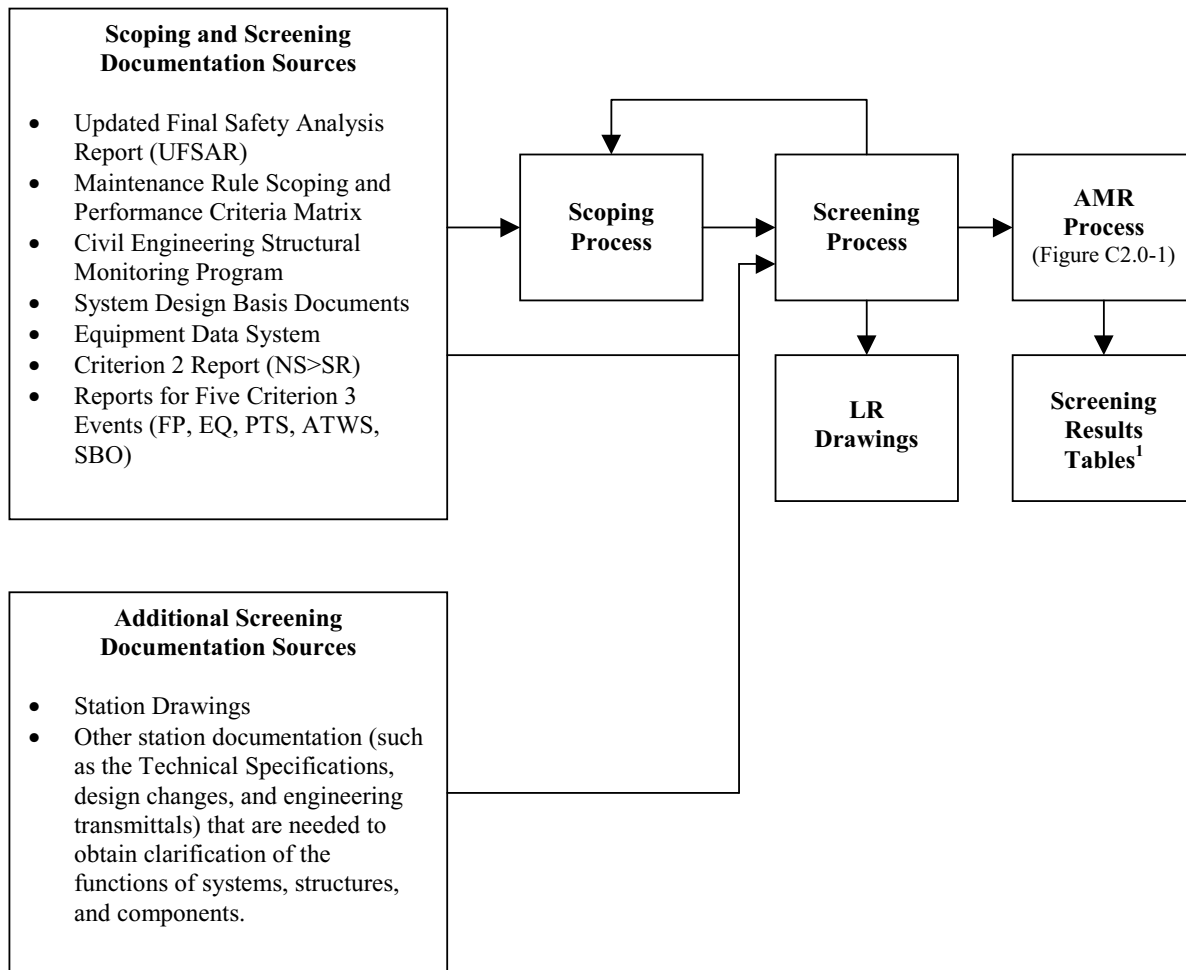 Scoping and Screening
Documentation Sources
• Updated Final Safety Analysis
Report (UFSAR)
• Maintenance Rule Scoping and
Performance Criteria Matrix
• Civil Engineering Structural
Monitoring Program
• System Design Basis Documents
• Equipment Data System
• Criterion 2 Report (NS>SR)
• Reports for Five Criterion 3
Events (FP, EQ, PTS, ATWS,
SBO)
Scoping
Process
Screening
Process
AMR
Process
(Figure C2.0-1)
LR
Drawings
Screening
Results
Tables¹
Additional Screening
Documentation Sources
• Station Drawings
• Other station documentation (such
as the Technical Specifications,
design changes, and engineering
transmittals) that are needed to
obtain clarification of the
functions of systems, structures,
and components.